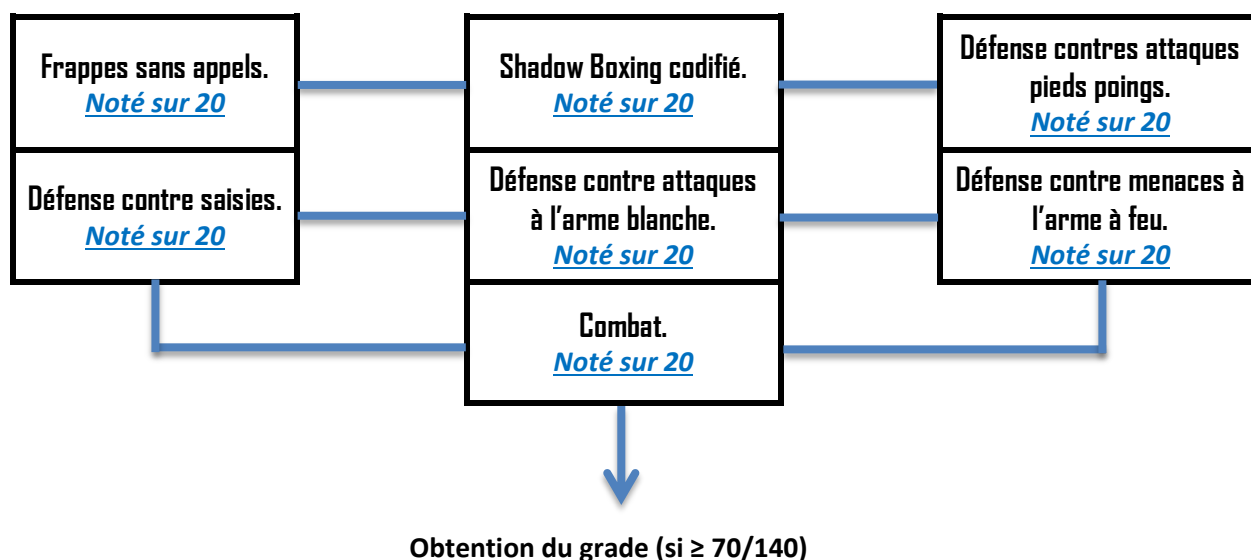 Frappes sans appels.
Noté sur 20
Shadow Boxing codifié.
Noté sur 20
Défense contres attaques
pieds poings.
Noté sur 20
Défense contre saisies.
Noté sur 20
Défense contre attaques
à l’arme blanche.
Noté sur 20
Défense contre menaces à
l’arme à feu.
Noté sur 20
Combat.
Noté sur 20
Obtention du grade (si ≥ 70/140)